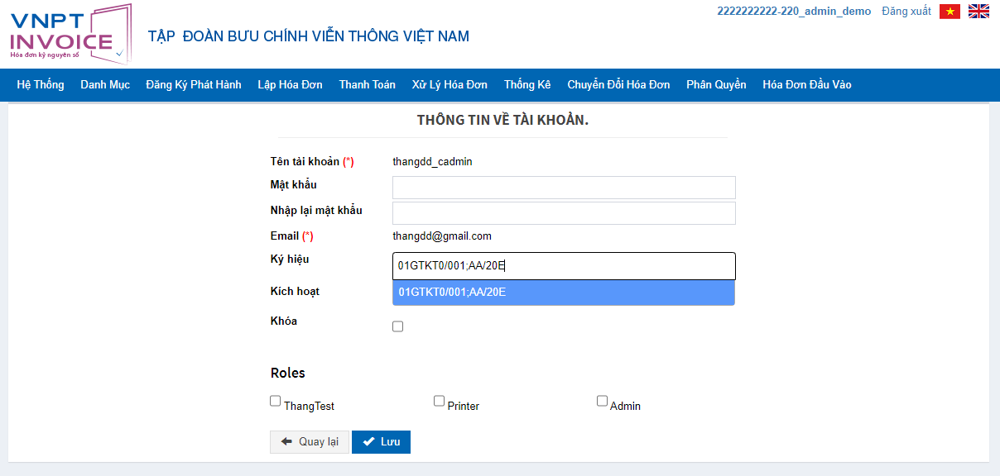 VNPT
INVOICE
Hóa đơn kỷ nguyên số
TẬP ĐOÀN BƯU CHÍNH VIỄN THÔNG VIỆT NAM
2222222222-220_admin_demo Đăng xuất
Hệ Thống Danh Mục Đăng Ký Phát Hành Lập Hóa Đơn Thanh Toán Xử Lý Hóa Đơn Thống Kê Chuyển Đổi Hóa Đơn Phân Quyền Hóa Đơn Đầu Vào
THÔNG TIN VỀ TÀI KHOẢN.
Tên tài khoản (*) thangdd_cadmin
Mật khẩu
Nhập lại mật khẩu
Email (*) thangdd@gmail.com
Ký hiệu 01GTKT0/001;AA/20E
Kích hoạt 01GTKT0/001;AA/20E
Khóa
Roles
ThangTest Printer Admin
Quay lại Lưu